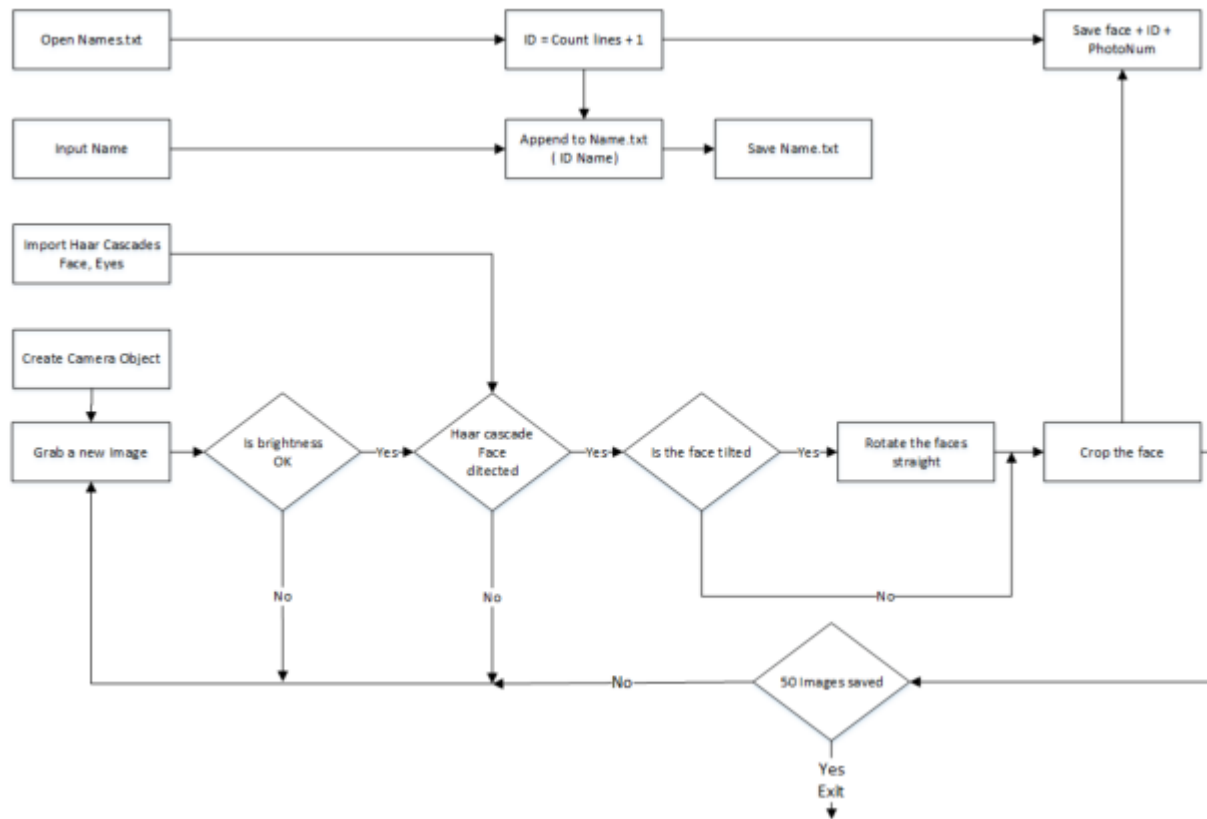 Open Names.txt
ID = Count lines + 1
Save face + ID +
PhotoNum
Input Name
Append to Name.txt
( ID Name)
Save Name.txt
Import Haar Cascades
Face, Eyes
Create Camera Object
Grab a new Image
Is brightness
OK
Yes
Haar cascade
Face
ditected
Yes
Is the face tilted
Yes
Rotate the faces
straight
Crop the face
No
No
No
No
50 Images saved
Yes
Exit